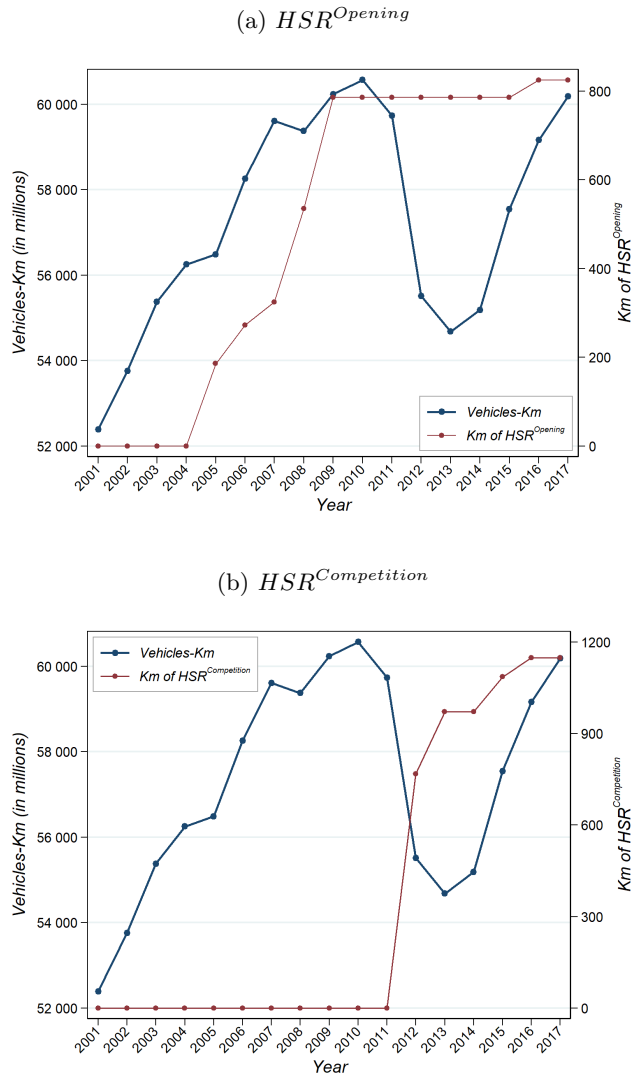 (a) HSR^Opening
60 000
58 000
56 000
54 000
52 000
Vehicles-Km (in millions)
800
600
400
200
0
Km of HSR^Opening
Vehicles-Km
Km of HSR^Opening
2001 2002 2003 2004 2005 2006 2007 2008 2009 2010 2011 2012 2013 2014 2015 2016 2017
Year
(b) HSR^Competition
Vehicles-Km
Km of HSR^Competition
60 000
58 000
56 000
54 000
52 000
Vehicles-Km (in millions)
1200
900
600
300
0
Km of HSR^Competition
2001 2002 2003 2004 2005 2006 2007 2008 2009 2010 2011 2012 2013 2014 2015 2016 2017
Year